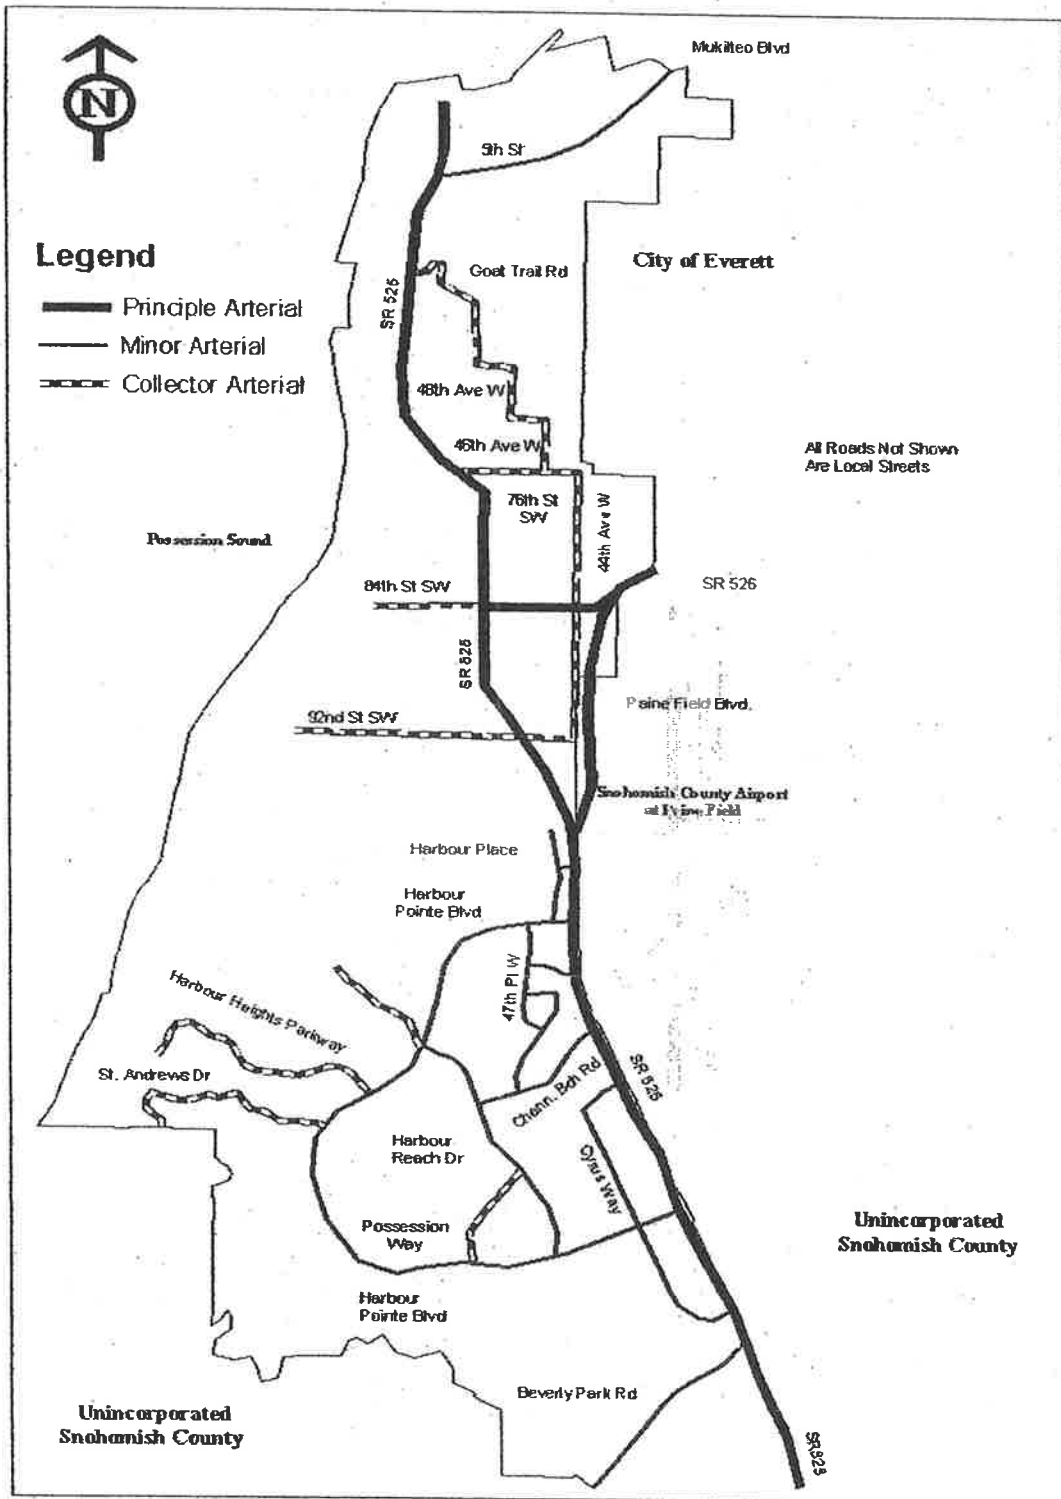 Mukilteo Blvd
N
5th St
Legend
City of Everett
Goat Trail Rd
Principle Arterial
SR 525
Minor Arterial
Collector Arterial
48th Ave W
46th Ave W
All Roads Not Shown
Are Local Streets
76th St
SW
44th Ave W
Possession Sound
84th St SW
SR 526
SR 525
Paine Field Blvd.
92nd St SW
Snohomish County Airport
at Paine Field
Harbour Place
Harbour
Pointe Blvd
47th Pl W
Harbour Heights Parkway
St. Andrews Dr
Chenn. Bch Rd
SR 525
Harbour
Reach Dr
Cyrus Way
Possession
Way
Unincorporated
Snohomish County
Harbour
Pointe Blvd
Beverly Park Rd
Unincorporated
Snohomish County
SR525